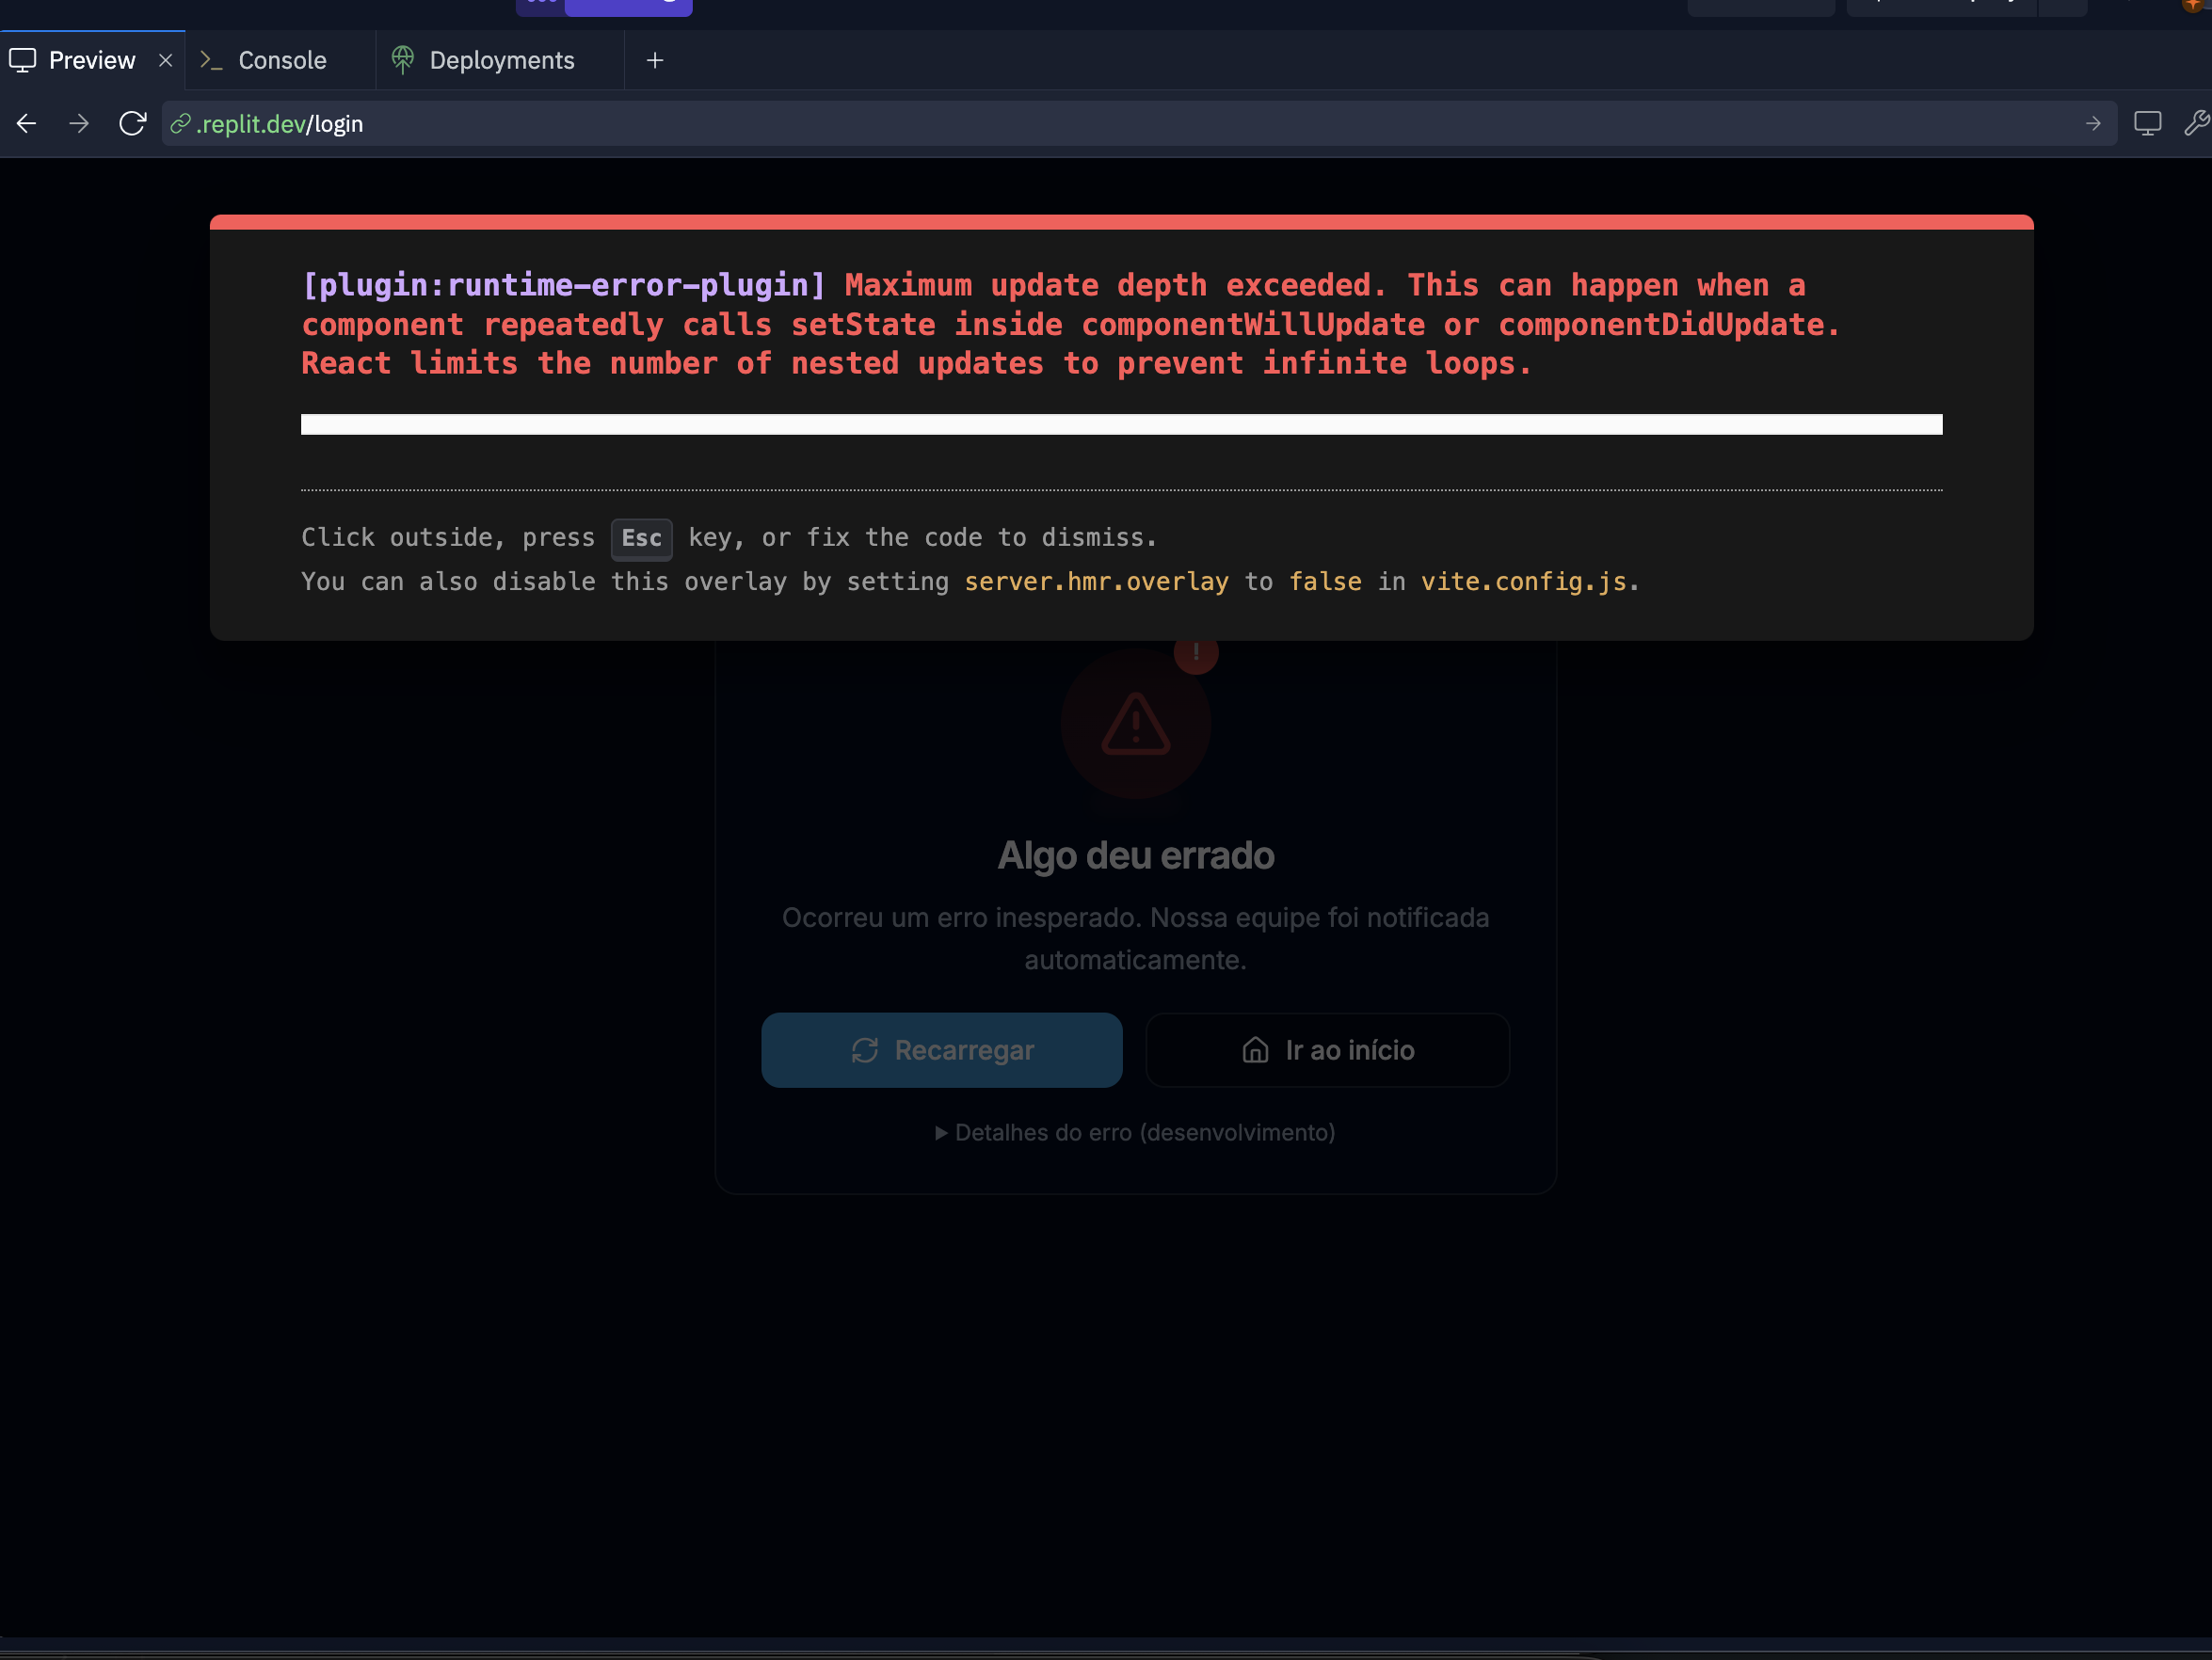 Preview
Console
Deployments
.replit.dev/login
[plugin:runtime-error-plugin] Maximum update depth exceeded. This can happen when a
component repeatedly calls setState inside componentWillUpdate or componentDidUpdate.
React limits the number of nested updates to prevent infinite loops.
Click outside, press Esc key, or fix the code to dismiss.
You can also disable this overlay by setting server.hmr.overlay to false in vite.config.js.
!
Algo deu errado
Ocorreu um erro inesperado. Nossa equipe foi notificada
automaticamente.
Recarregar
Ir ao início
Detalhes do erro (desenvolvimento)